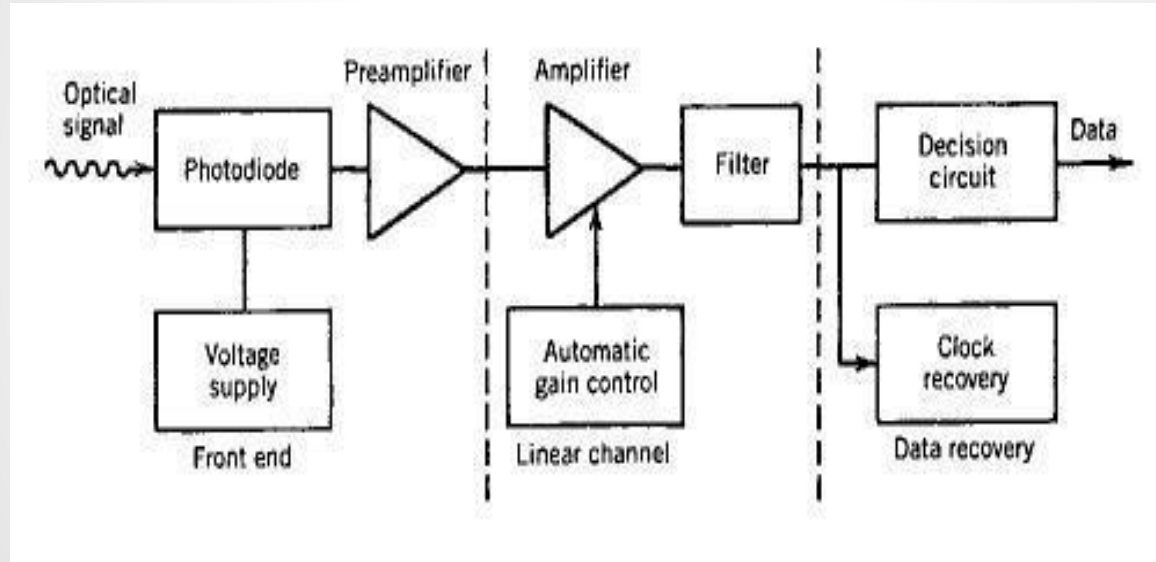 Optical
signal
Photodiode
Preamplifier
Voltage
supply
Front end
Amplifier
Filter
Automatic
gain control
Linear channel
Decision
circuit
Data
Clock
recovery
Data recovery